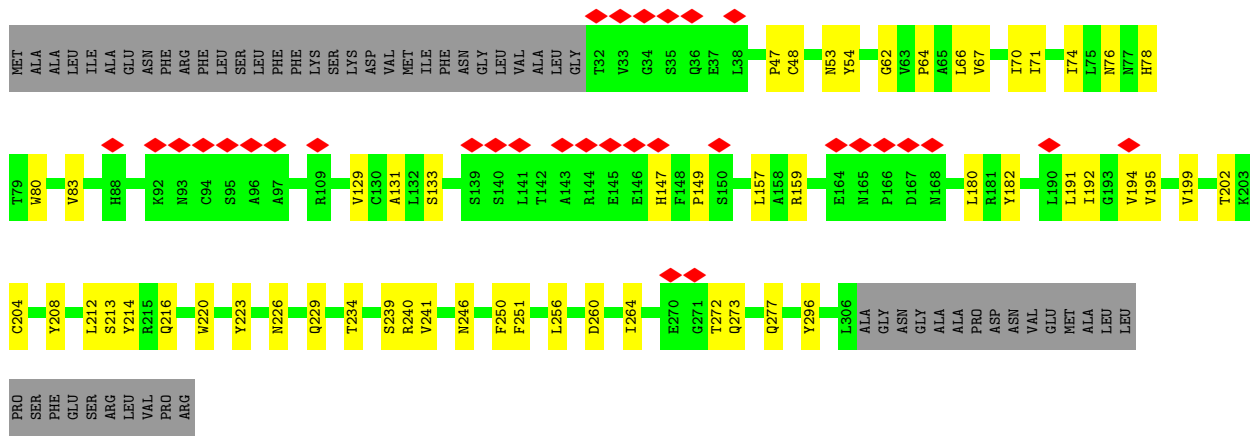 MET ALA ALA LEU ILE ALA GLU ASN PHE ARG PHE LEU SER LEU PHE PHE LYS SER LYS ASP VAL MET ILE PHE ASN GLY LEU VAL ALA LEU GLY T32 V33 G34 S35 Q36 E37 L38 P47 C48 N53 Y54 G62 V63 P64 A65 L66 V67 I70 I71 I74 L75 N76 N77 H78
T79 W80 V83 H88 K92 N93 C94 S95 A96 A97 R109 V129 C130 A131 L132 S133 S139 S140 L141 T142 A143 R144 E145 E146 H147 F148 P149 S150 L157 A158 R159 E164 N165 P166 D167 N168 L180 R181 Y182 L190 L191 I192 G193 V194 V195 V199 T202 K203
C204 Y208 L212 S213 Y214 R215 Q216 W220 Y223 N226 Q229 T234 S239 R240 V241 N246 F250 F251 L256 D260 I264 E270 G271 T272 Q273 Q277 Y296 L306 ALA GLY ASN GLY ALA ALA PRO ASP ASN VAL GLU MET ALA LEU LEU
PRO SER PHE GLU SER ARG LEU VAL PRO ARG